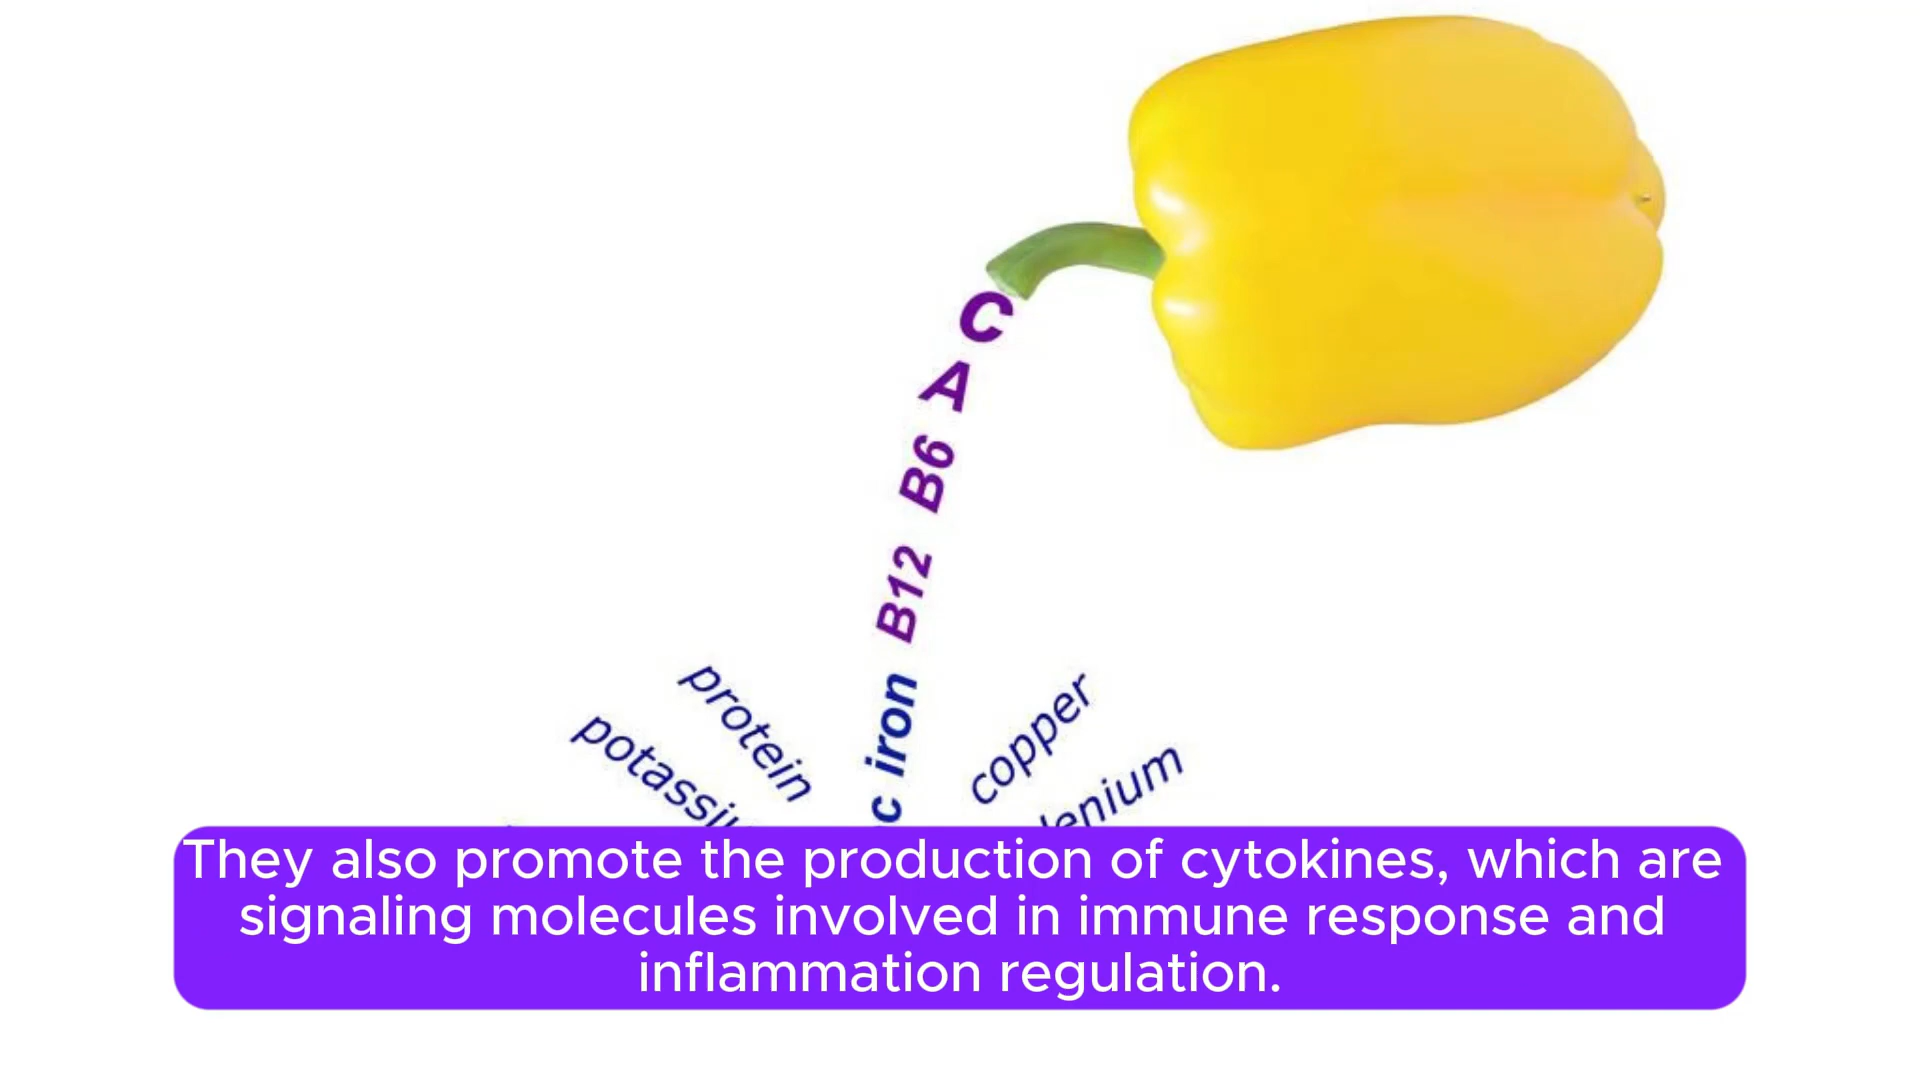 C
A
B6
B12
iron
protein
copper
They also promote the production of cytokines, which are
signaling molecules involved in immune response and
inflammation regulation.